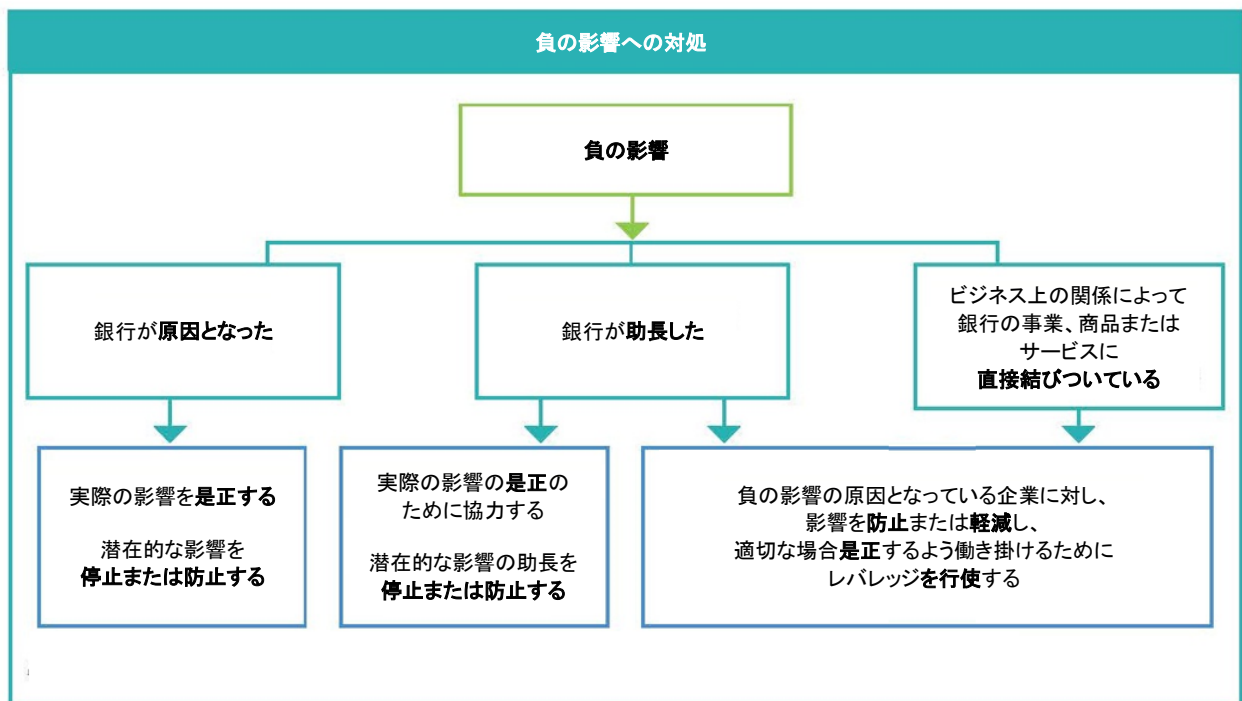 負の影響への対処
負の影響
銀行が原因となった
銀行が助長した
ビジネス上の関係によって
銀行の事業、商品または
サービスに
直接結びついている
実際の影響を是正する
潜在的な影響を
停止または防止する
実際の影響の是正の
ために協力する
潜在的な影響の助長を
停止または防止する
負の影響の原因となっている企業に対し、
影響を防止または軽減し、
適切な場合是正するよう働き掛けるために
レバレッジを行使する